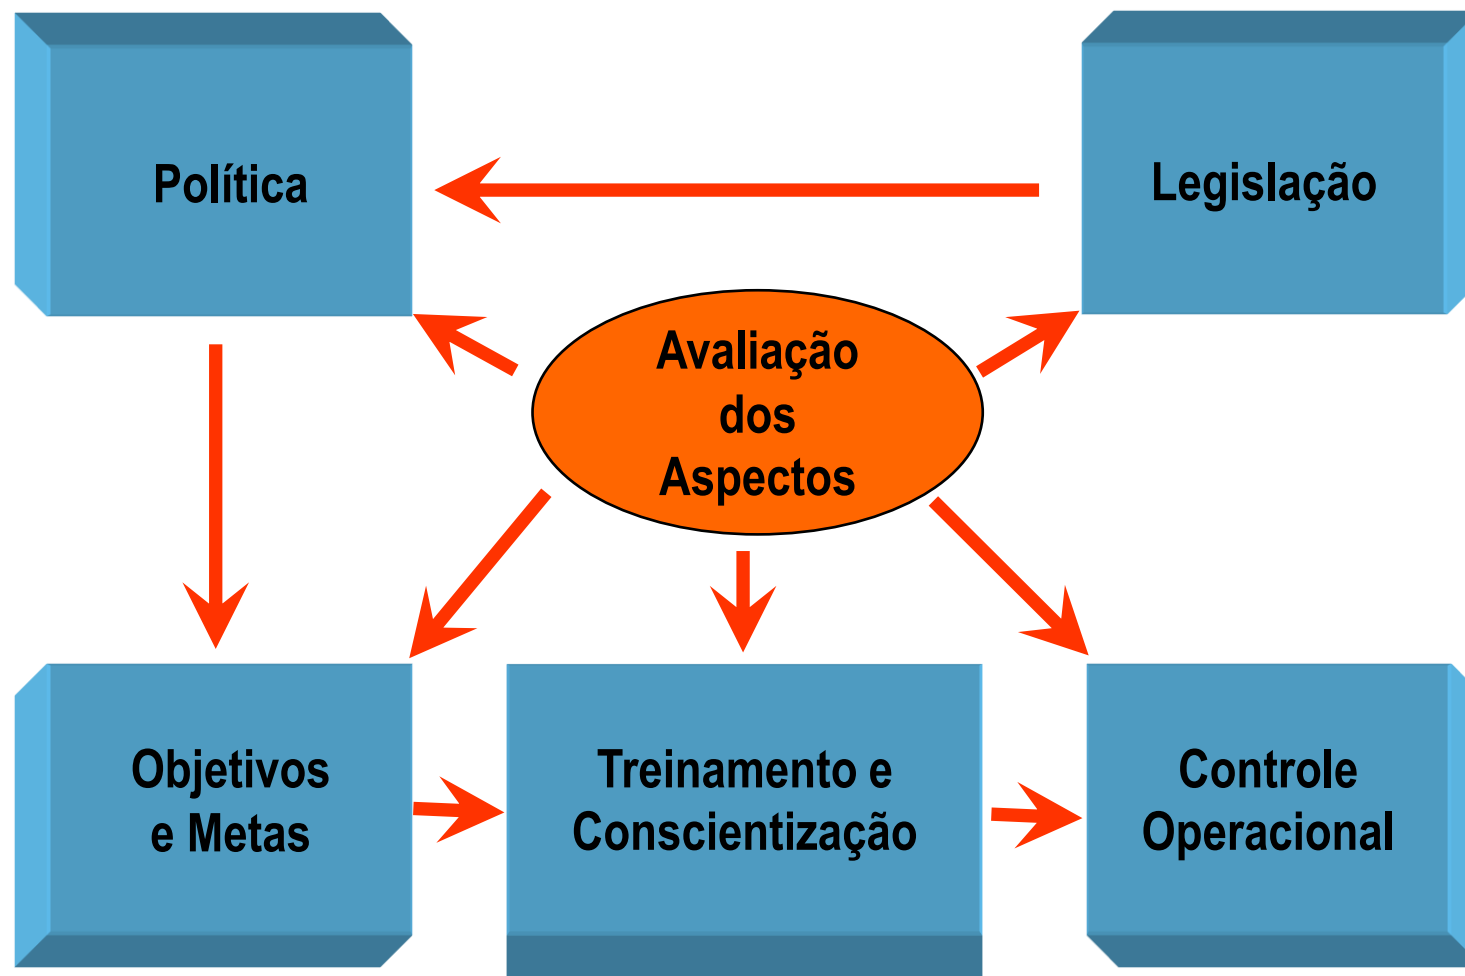 Política
Legislação
Avaliação
dos
Aspectos
Objetivos
e Metas
Treinamento e
Conscientização
Controle
Operacional